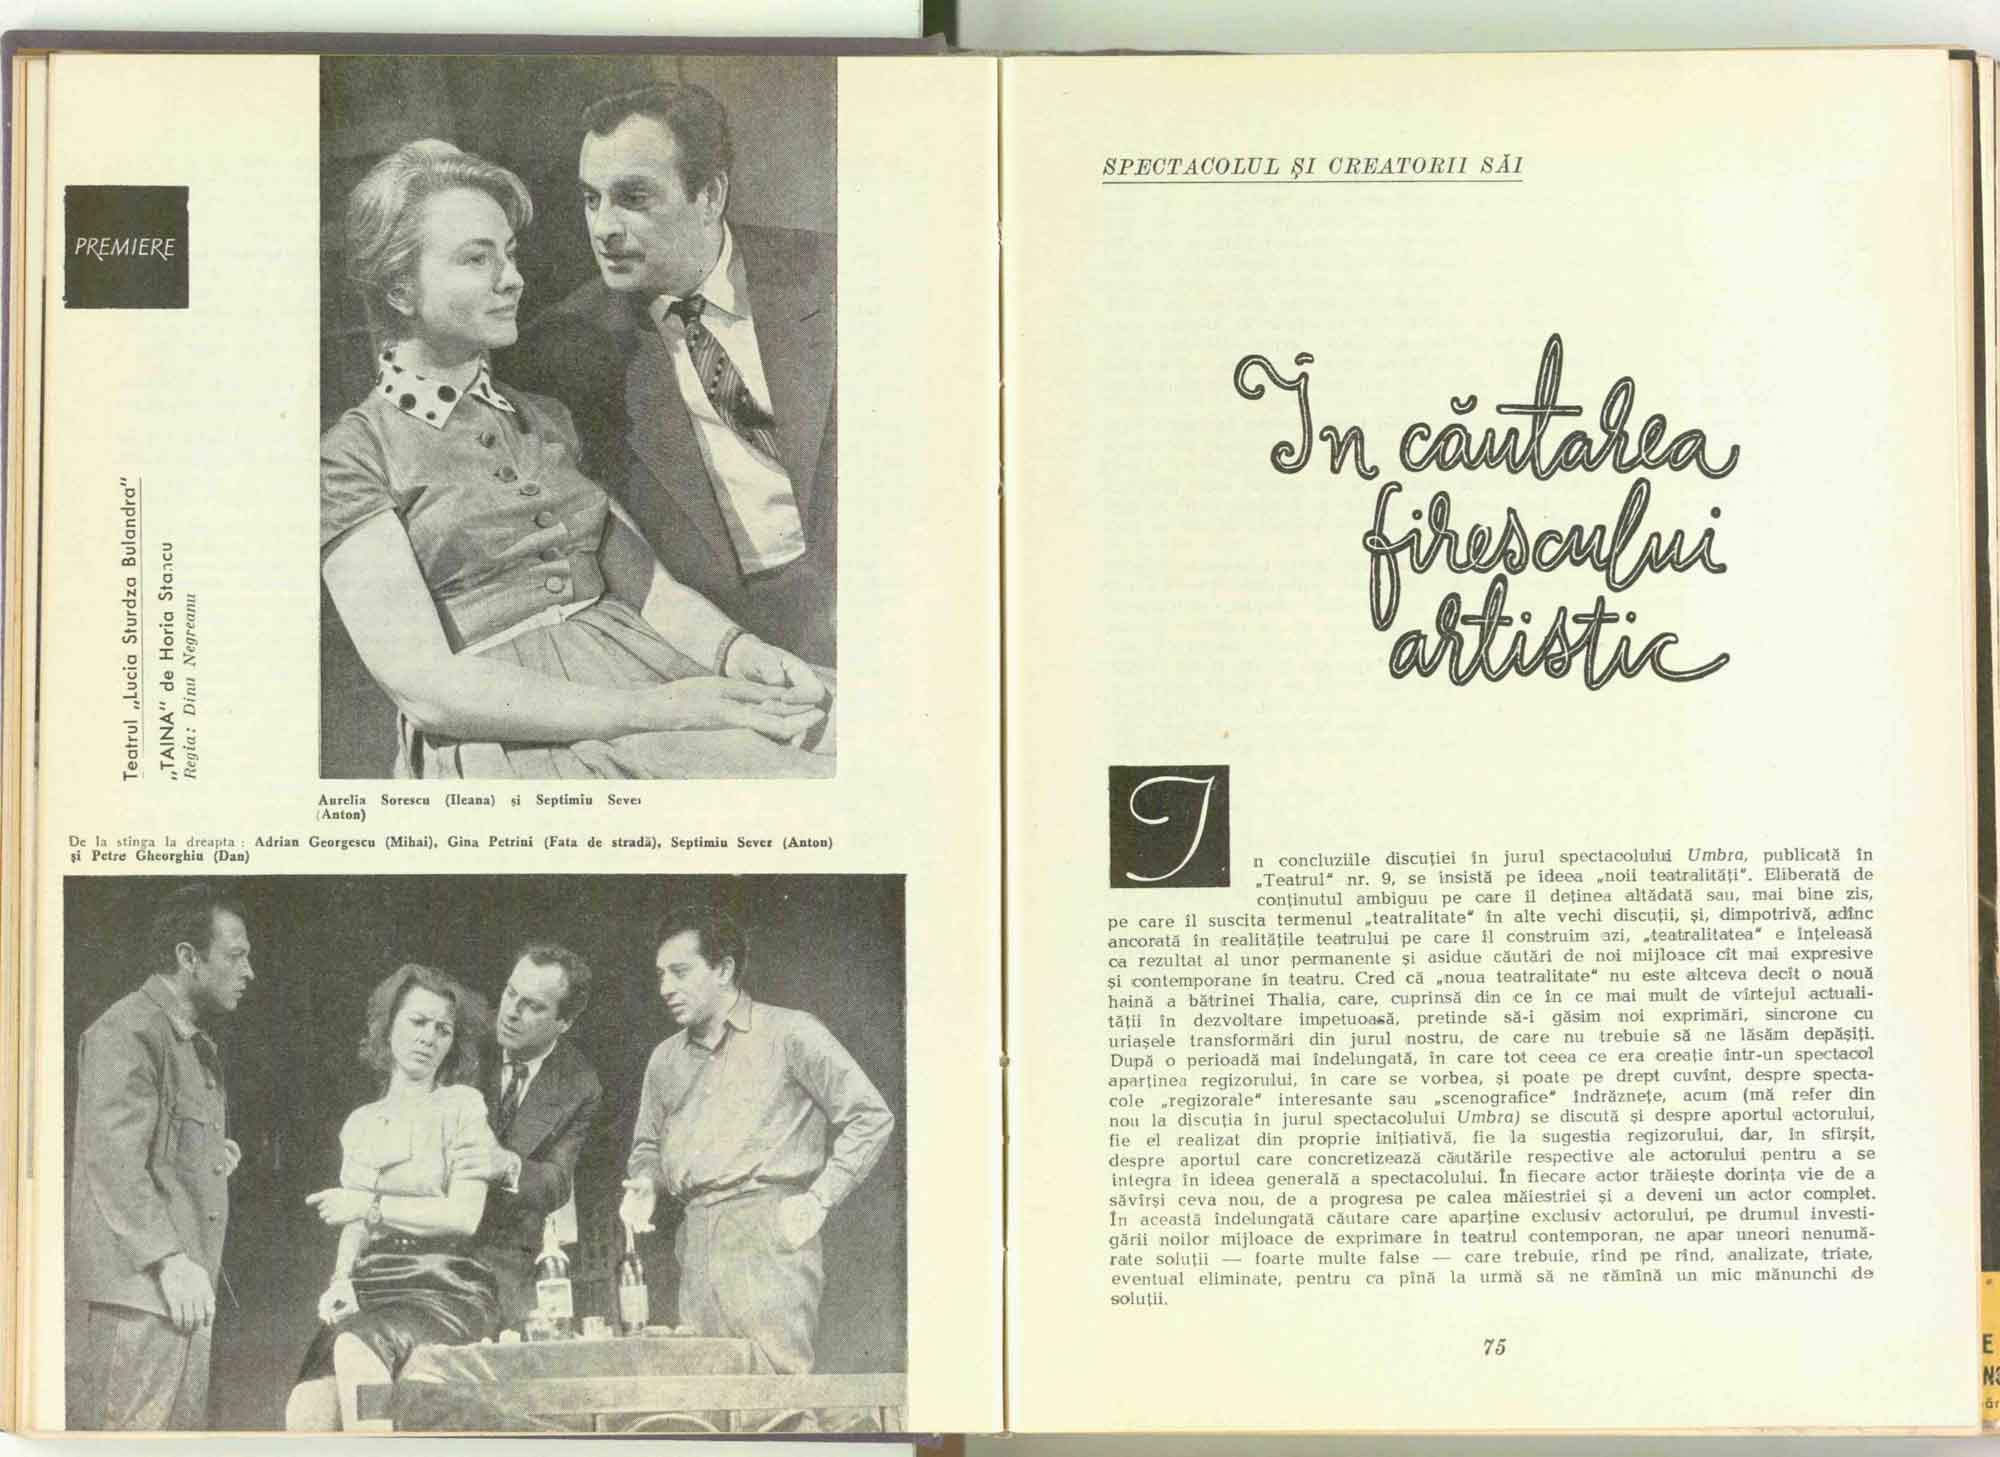 PREMIERE
Teatrul „Lucia Sturdza Bulandra"
„TAINA" de Horia Stancu
Regia: Dinu Negreanu
Aurelia Sorescu (Ileana) și Septimiu Sever
(Anton)
De la stînga la dreapta : Adrian Georgescu (Mihai), Gina Petrini (Fata de stradă), Septimiu Sever (Anton)
și Petre Gheorghiu (Dan)
SPECTACOLUL ȘI CREATORII SĂI
În căutarea
firescului
artistic
În concluziile discuției în jurul spectacolului Umbra, publicată în
„Teatrul" nr. 9, se insistă pe ideea „noii teatralități". Eliberată de
conținutul ambiguu pe care îl deținea altădată sau, mai bine zis,
pe care îl suscita termenul „teatralitate" în alte vechi discuții, și, dimpotrivă, adînc
ancorată în realitățile teatrului pe care îl construim azi, „teatralitatea" e înțeleasă
ca rezultat al unor permanente și asidue căutări de noi mijloace cît mai expresive
și contemporane în teatru. Cred că „noua teatralitate" nu este altceva decît o nouă
haină a bătrînei Thalia, care, cuprinsă din ce în ce mai mult de vîrtejul actuali-
tății în dezvoltare impetuoasă, pretinde să-i găsim noi exprimări, sincrone cu
uriașele transformări din jurul nostru, de care nu trebuie să ne lăsăm depășiți.
După o perioadă mai îndelungată, în care tot ceea ce era creație într-un spectacol
aparținea regizorului, în care se vorbea, și poate pe drept cuvînt, despre specta-
cole „regizorale" interesante sau „scenografice" îndrăznețe, acum (mă refer din
nou la discuția în jurul spectacolului Umbra) se discută și despre aportul actorului,
fie el realizat din proprie inițiativă, fie la sugestia regizorului, dar, în sfîrșit,
despre aportul care concretizează căutările respective ale actorului pentru a se
integra în ideea generală a spectacolului. În fiecare actor trăiește dorința vie de a
săvîrși ceva nou, de a progresa pe calea măiestriei și a deveni un actor complet.
În această îndelungată căutare care aparține exclusiv actorului, pe drumul investi-
gării noilor mijloace de exprimare în teatrul contemporan, ne apar uneori nenumă-
rate soluții — foarte multe false — care trebuie, rînd pe rînd, analizate, triate,
eventual eliminate, pentru ca pînă la urmă să ne rămînă un mic mănunchi de
soluții.
75